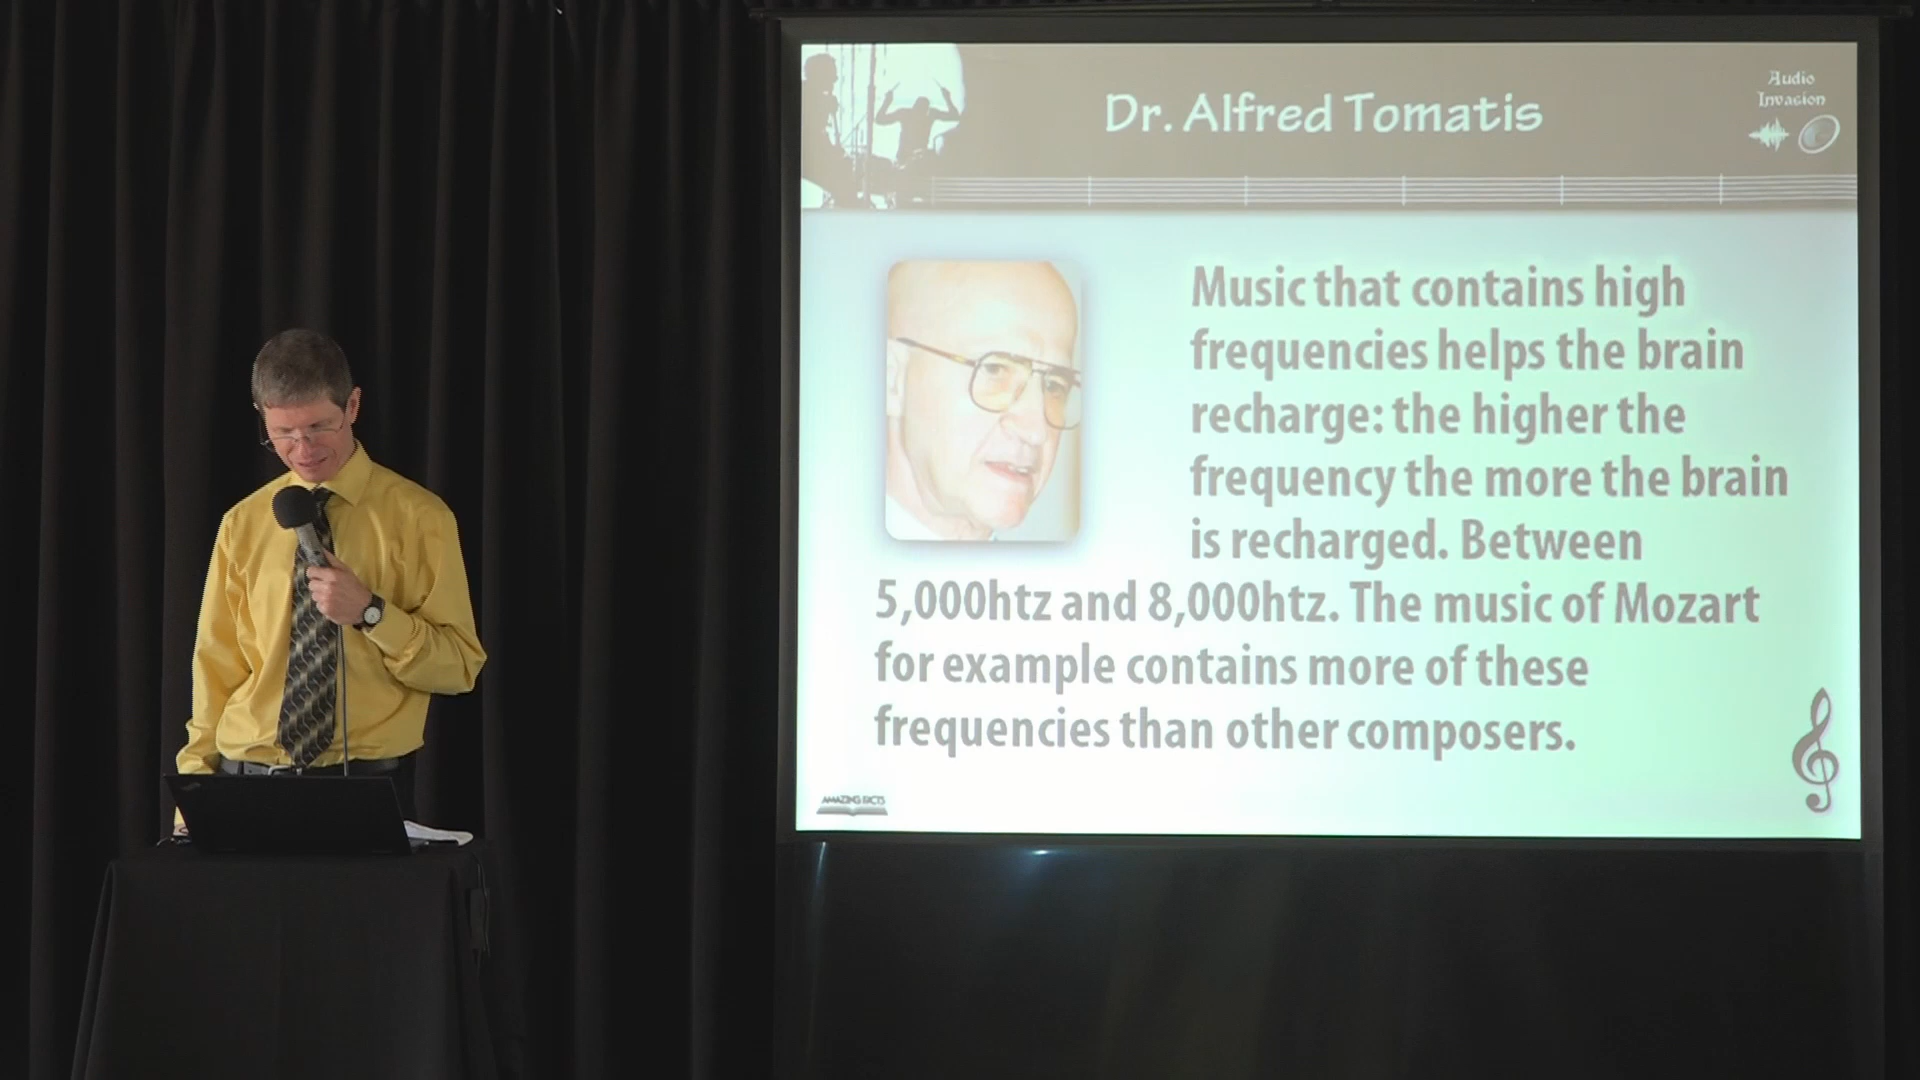 Dr. Alfred Tomatis
Audio
Invasion
Music that contains high
frequencies helps the brain
recharge: the higher the
frequency the more the brain
is recharged. Between
5,000htz and 8,000htz. The music of Mozart
for example contains more of these
frequencies than other composers.
AMAZING FACTS